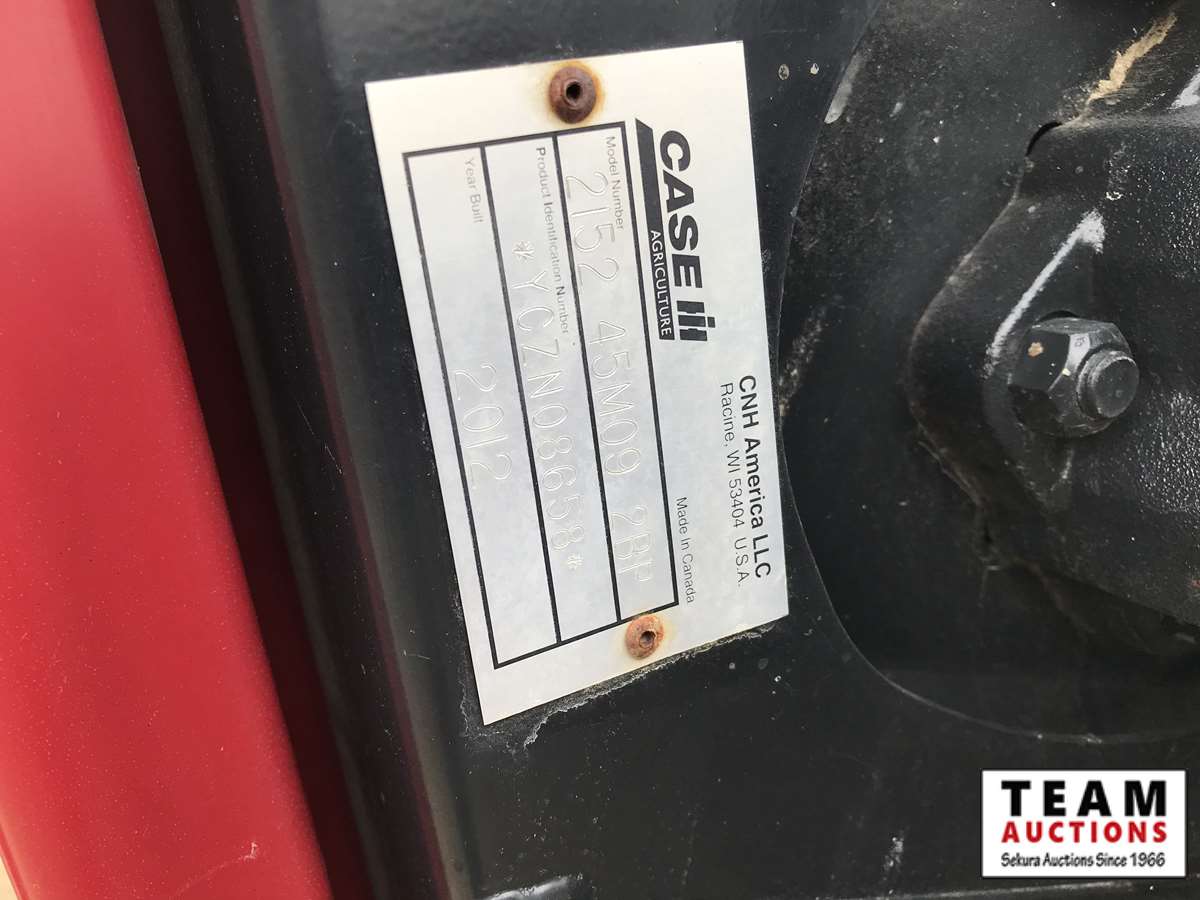 CASE IH
AGRICULTURE
CNH America LLC
Racine, WI 53404 U.S.A.
Made In Canada
Model Number
2152 45M09 2BP
Product Identification Number
*YCZN08658*
Year Built
2012
TEAM
AUCTIONS
Sekura Auctions Since 1966